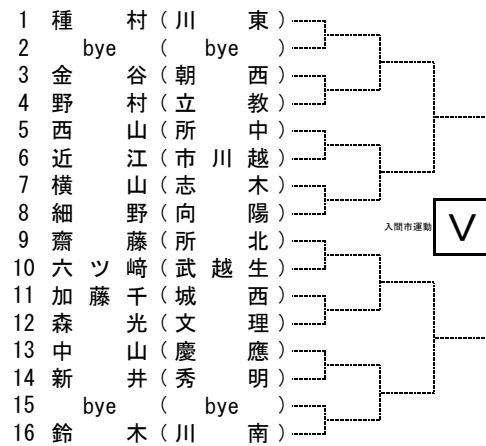 1 種村(川東)
2 bye(bye)
3 金谷(朝西)
4 野村(立教)
5 西山(所中)
6 近江(市川越)
7 横山(志木)
8 細野(向陽)
入間市運動 V
9 齋藤(所北)
10 六ツ﨑(武越生)
11 加藤千(城西)
12 森光(文理)
13 中山(慶應)
14 新井(秀明)
15 bye(bye)
16 鈴木(川南)